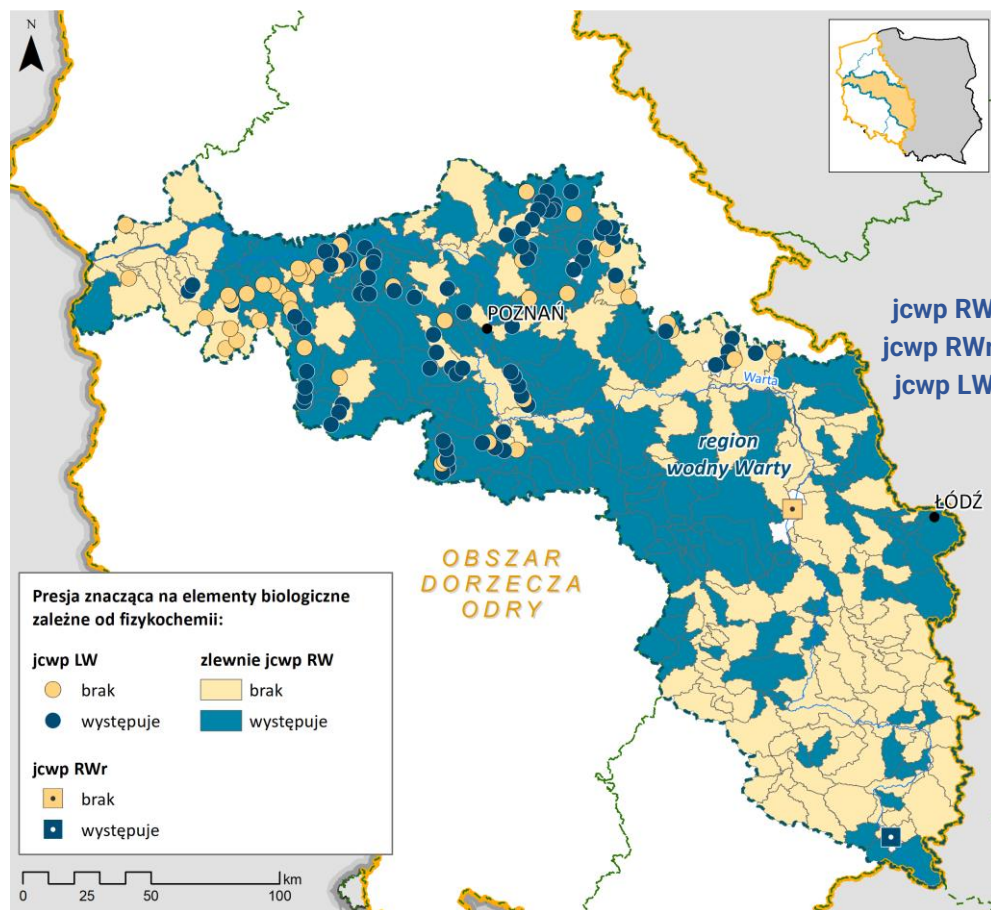 N
POZNAŃ
jcwp RW
jcwp RWr
jcwp LW
Warta
region
wodny Warty
ŁÓDŹ
OBSZAR
DORZECZA
ODRY
Presja znacząca na elementy biologiczne
zależne od fizykochemii:
jcwp LW
zlewnie jcwp RW
brak
brak
występuje
występuje
jcwp RWr
brak
występuje
km
0 25 50 100